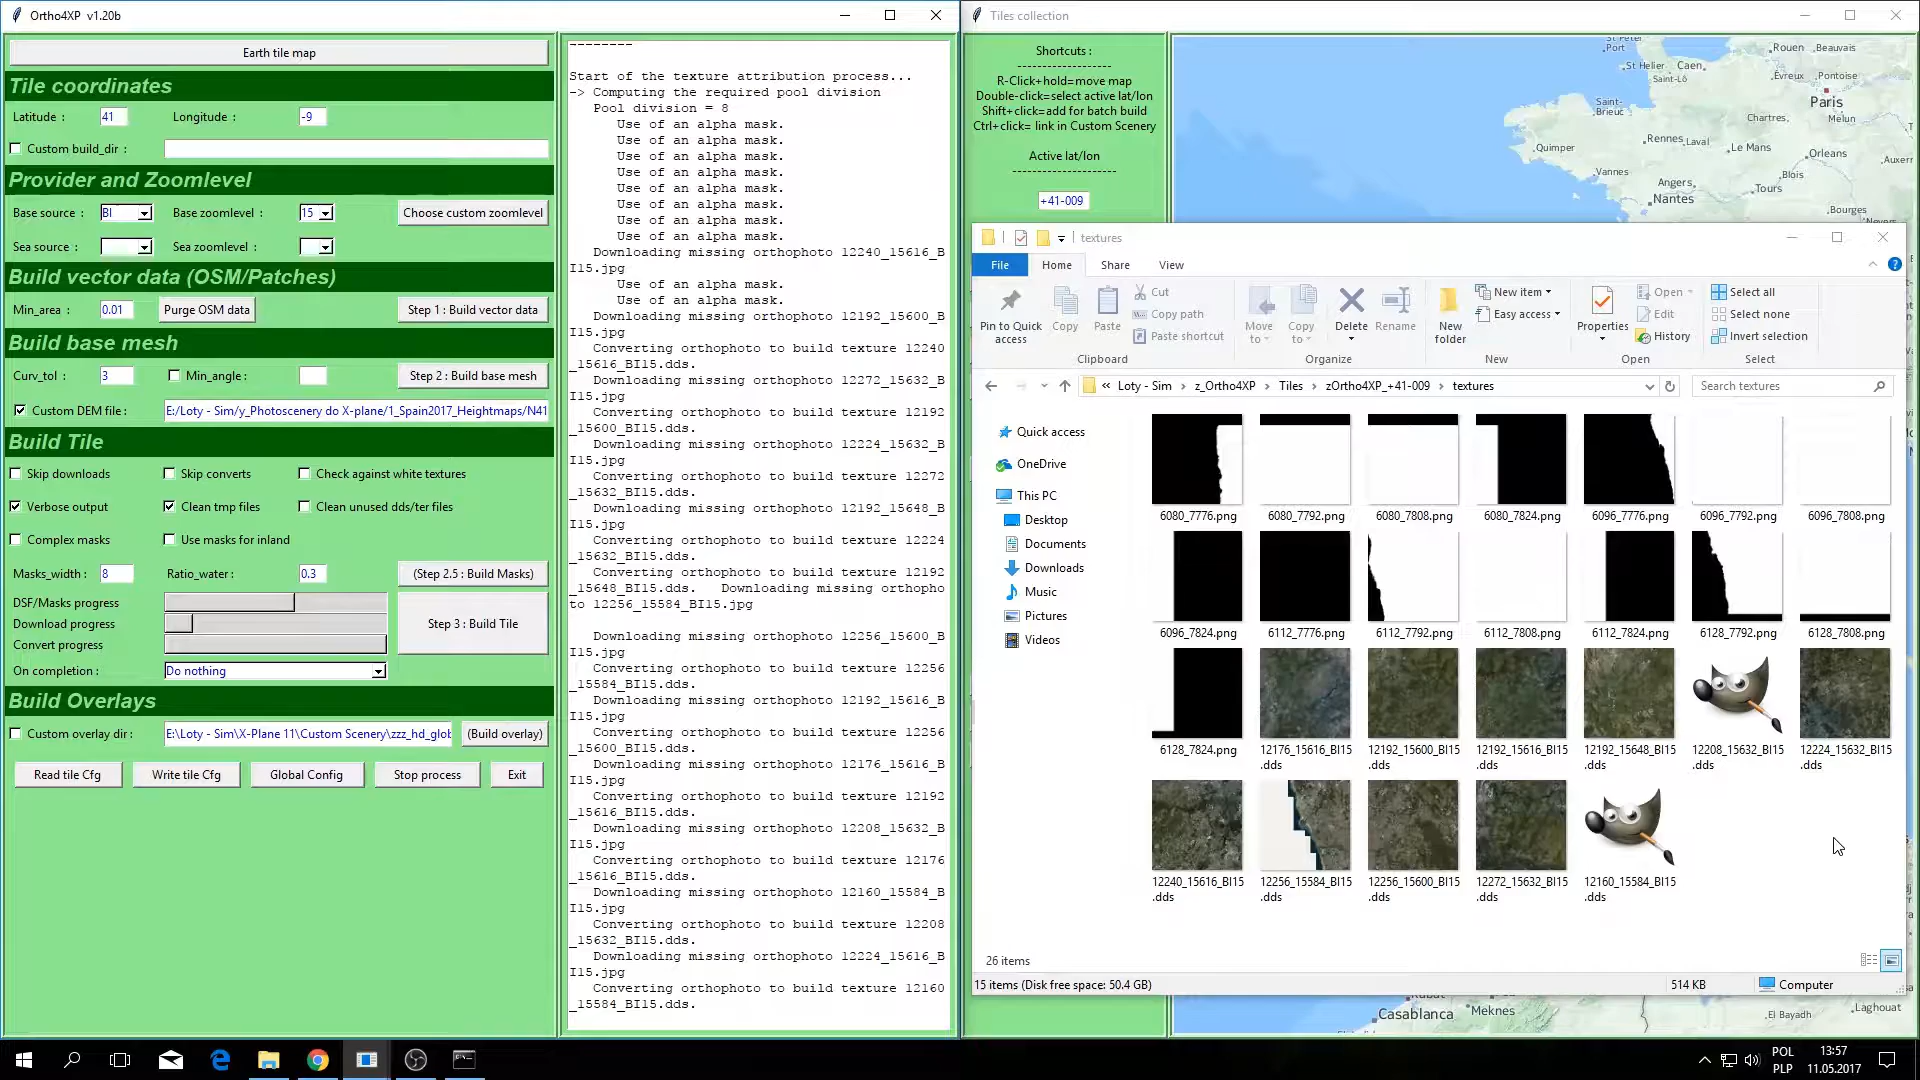 Ortho4XP v1.20b
Earth tile map
Tile coordinates
Latitude : 41 Longitude : -9
Custom build_dir :
Provider and Zoomlevel
Base source : BI Base zoomlevel : 15 Choose custom zoomlevel
Sea source : Sea zoomlevel :
Build vector data (OSM/Patches)
Min_area : 0.01 Purge OSM data Step 1 : Build vector data
Build base mesh
Curv_tol : 3 Min_angle : Step 2 : Build base mesh
Custom DEM file : E:/Loty - Sim/y_Photoscenery do X-plane/1_Spain2017_Heightmaps/N41
Build Tile
Skip downloads Skip converts Check against white textures
Verbose output Clean tmp files Clean unused dds/ter files
Complex masks Use masks for inland
Masks_width : 8 Ratio_water : 0.3 (Step 2.5 : Build Masks)
DSF/Masks progress
Download progress
Step 3 : Build Tile
Convert progress
On completion : Do nothing
Build Overlays
Custom overlay dir : E:\Loty - Sim\X-Plane 11\Custom Scenery\zzz_hd_glob (Build overlay)
Read tile Cfg Write tile Cfg Global Config Stop process Exit
--------
Start of the texture attribution process...
-> Computing the required pool division
Pool division = 8
Use of an alpha mask.
Use of an alpha mask.
Use of an alpha mask.
Use of an alpha mask.
Use of an alpha mask.
Use of an alpha mask.
Use of an alpha mask.
Use of an alpha mask.
Downloading missing orthophoto 12240_15616_B
I15.jpg
Use of an alpha mask.
Use of an alpha mask.
Downloading missing orthophoto 12192_15600_B
I15.jpg
Converting orthophoto to build texture 12240
_15616_BI15.dds.
Downloading missing orthophoto 12272_15632_B
I15.jpg
Converting orthophoto to build texture 12192
_15600_BI15.dds.
Downloading missing orthophoto 12224_15632_B
I15.jpg
Converting orthophoto to build texture 12272
_15632_BI15.dds.
Downloading missing orthophoto 12192_15648_B
I15.jpg
Converting orthophoto to build texture 12224
_15632_BI15.dds.
Converting orthophoto to build texture 12192
_15648_BI15.dds. Downloading missing orthopho
to 12256_15584_BI15.jpg
Downloading missing orthophoto 12256_15600_B
I15.jpg
Converting orthophoto to build texture 12256
_15584_BI15.dds.
Downloading missing orthophoto 12192_15616_B
I15.jpg
Converting orthophoto to build texture 12256
_15600_BI15.dds.
Downloading missing orthophoto 12176_15616_B
I15.jpg
Converting orthophoto to build texture 12192
_15616_BI15.dds.
Downloading missing orthophoto 12208_15632_B
I15.jpg
Converting orthophoto to build texture 12176
_15616_BI15.dds.
Downloading missing orthophoto 12160_15584_B
I15.jpg
Converting orthophoto to build texture 12208
_15632_BI15.dds.
Downloading missing orthophoto 12224_15616_B
I15.jpg
Converting orthophoto to build texture 12160
_15584_BI15.dds.
Tiles collection
Shortcuts :
-------------------
R-Click+hold=move map
Double-click=select active lat/lon
Shift+click=add for batch build
Ctrl+click= link in Custom Scenery
Active lat/lon
---------------------
+41-009
St Peter
Port
St Helier
Saint-Lô
Caen
Rouen
Beauvais
Évreux
Pontoise
Paris
Saint-
Brieuc
Chartres
Melun
Quimper
Rennes
Laval
Le Mans
Orleans
Auxerr
Vannes
Angers
Tours
Blois
Nantes
Bourges
textures
File Home Share View
Pin to Quick
access
Copy
Paste
Cut
Copy path
Paste shortcut
Clipboard
Move
to
Copy
to
Delete
Rename
Organize
New
folder
New item
Easy access
New
Properties
Open
Edit
History
Open
Select all
Select none
Invert selection
Select
« Loty - Sim > z_Ortho4XP > Tiles > zOrtho4XP_+41-009 > textures
Search textures
Quick access
OneDrive
This PC
Desktop
Documents
Downloads
Music
Pictures
Videos
6080_7776.png 6080_7792.png 6080_7808.png 6080_7824.png 6096_7776.png 6096_7792.png 6096_7808.png
6096_7824.png 6112_7776.png 6112_7792.png 6112_7808.png 6112_7824.png 6128_7792.png 6128_7808.png
6128_7824.png 12176_15616_BI15 12192_15600_BI15 12192_15616_BI15 12192_15648_BI15 12208_15632_BI15 12224_15632_BI15
.dds .dds .dds .dds .dds .dds
12240_15616_BI15 12256_15584_BI15 12256_15600_BI15 12272_15632_BI15 12160_15584_BI15
.dds .dds .dds .dds .dds
26 items
15 items (Disk free space: 50.4 GB) 514 KB Computer
Casablanca
Meknes
El Bayadh
Laghouat
POL
PLP
13:57
11.05.2017